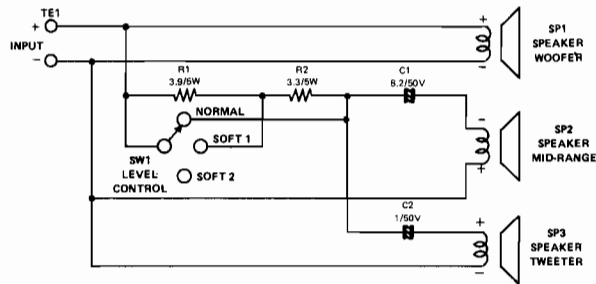 TE1
+
INPUT
−
R1
3.9/5W
R2
3.3/5W
C1
8.2/50V
NORMAL
SOFT 1
SW1
LEVEL
CONTROL
SOFT 2
C2
1/50V
+
−
SP1
SPEAKER
WOOFER
−
+
SP2
SPEAKER
MID-RANGE
+
−
SP3
SPEAKER
TWEETER